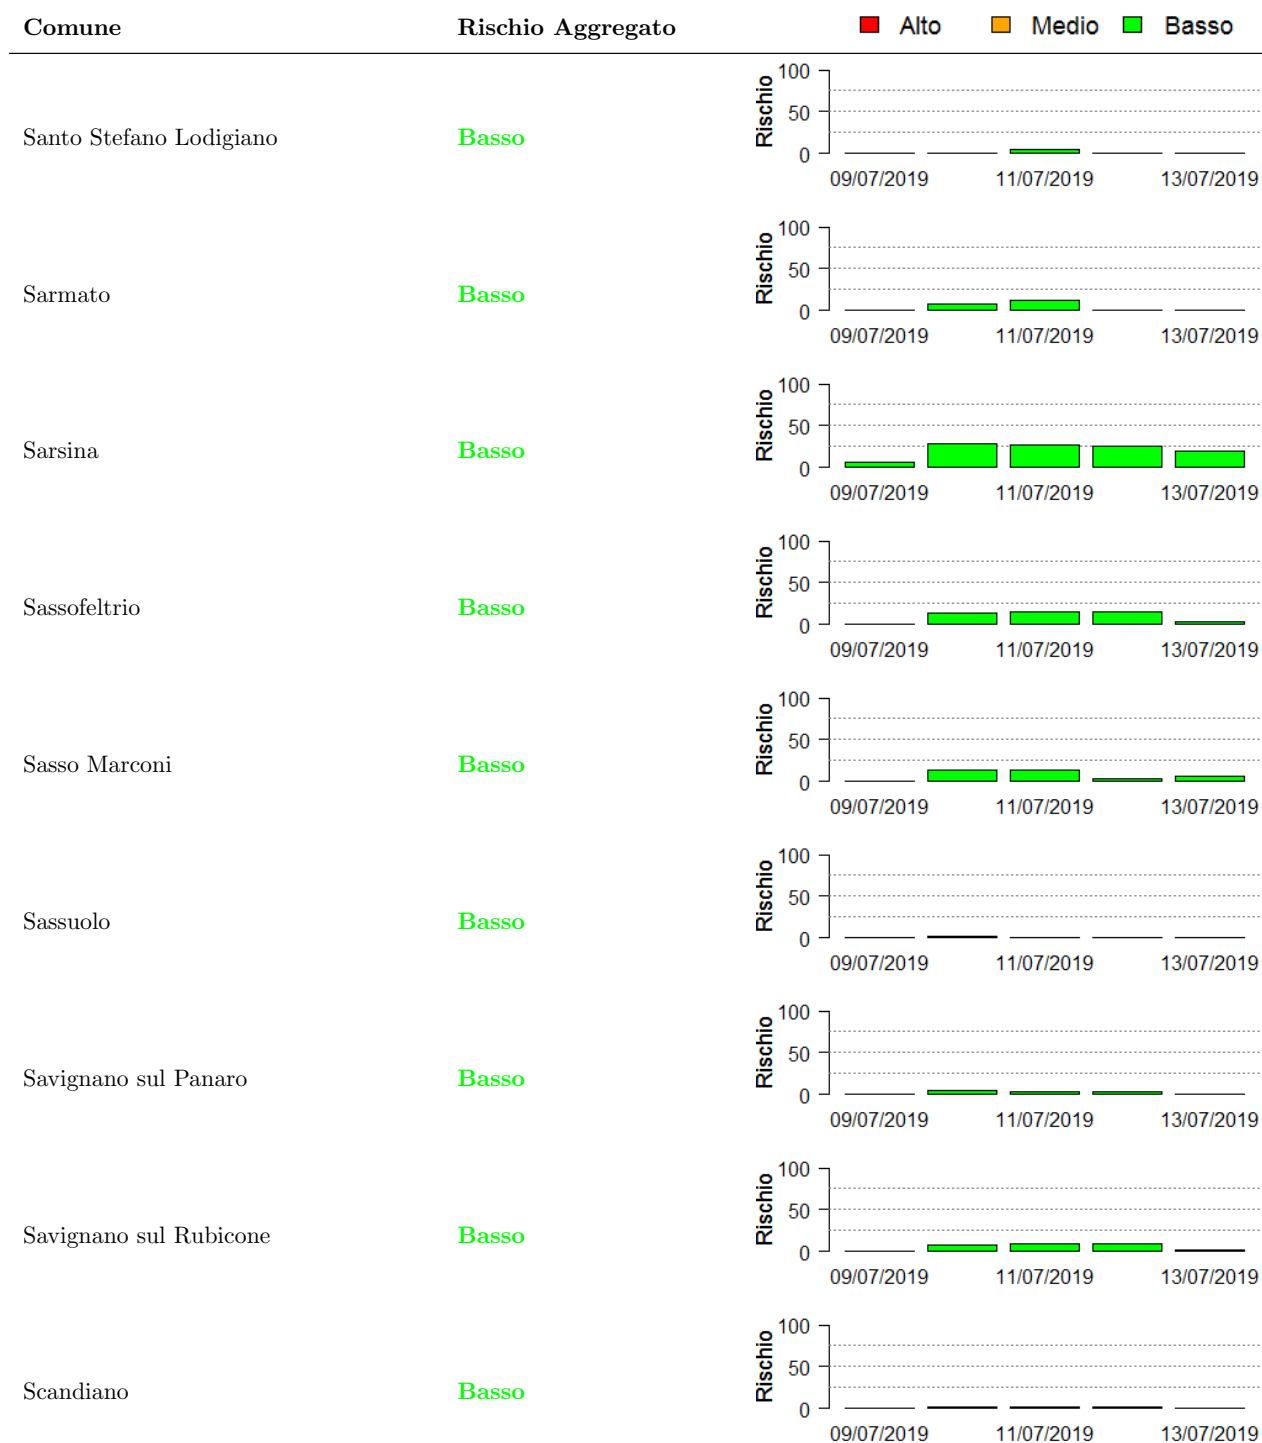 Comune Rischio Aggregato Alto Medio Basso
Santo Stefano Lodigiano Basso
Rischio
100
50
0
09/07/2019 11/07/2019 13/07/2019
Sarmato Basso
Rischio
100
50
0
09/07/2019 11/07/2019 13/07/2019
Sarsina Basso
Rischio
100
50
0
09/07/2019 11/07/2019 13/07/2019
Sassofeltrio Basso
Rischio
100
50
0
09/07/2019 11/07/2019 13/07/2019
Sasso Marconi Basso
Rischio
100
50
0
09/07/2019 11/07/2019 13/07/2019
Sassuolo Basso
Rischio
100
50
0
09/07/2019 11/07/2019 13/07/2019
Savignano sul Panaro Basso
Rischio
100
50
0
09/07/2019 11/07/2019 13/07/2019
Savignano sul Rubicone Basso
Rischio
100
50
0
09/07/2019 11/07/2019 13/07/2019
Scandiano Basso
Rischio
100
50
0
09/07/2019 11/07/2019 13/07/2019